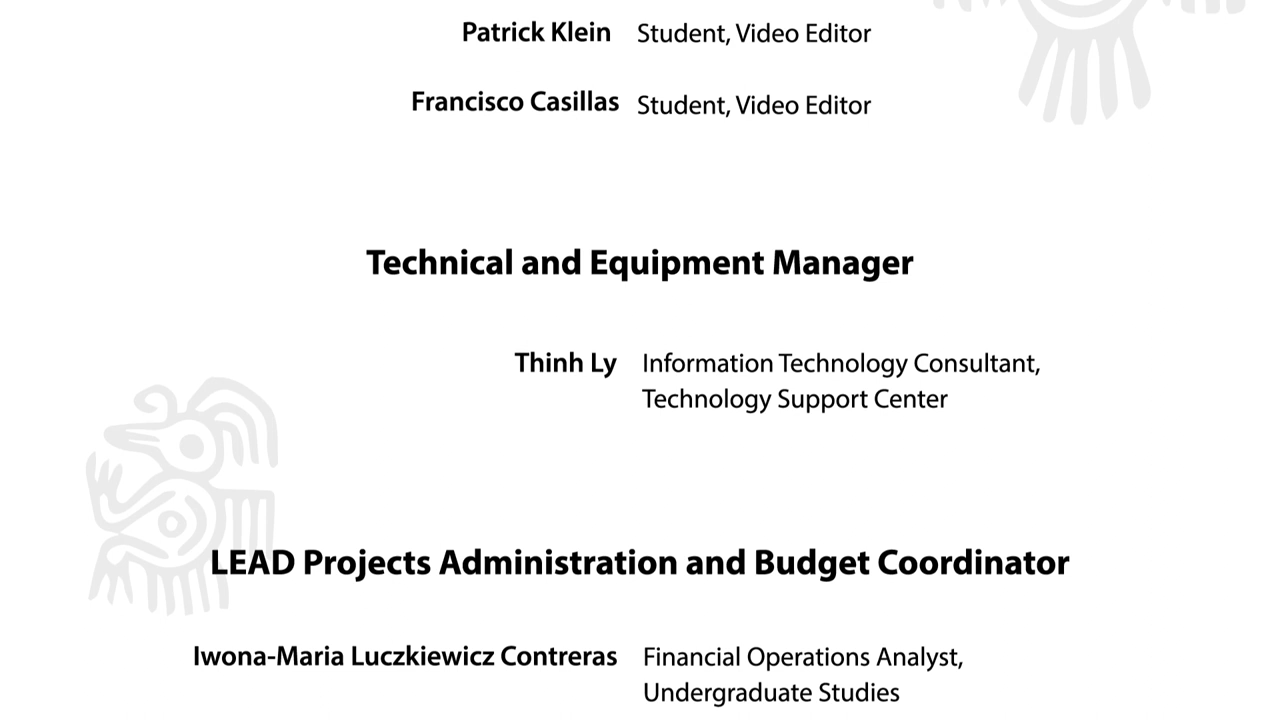 Patrick Klein Student, Video Editor
Francisco Casillas Student, Video Editor
Technical and Equipment Manager
Thinh Ly Information Technology Consultant,
Technology Support Center
LEAD Projects Administration and Budget Coordinator
Iwona-Maria Luczkiewicz Contreras Financial Operations Analyst,
Undergraduate Studies